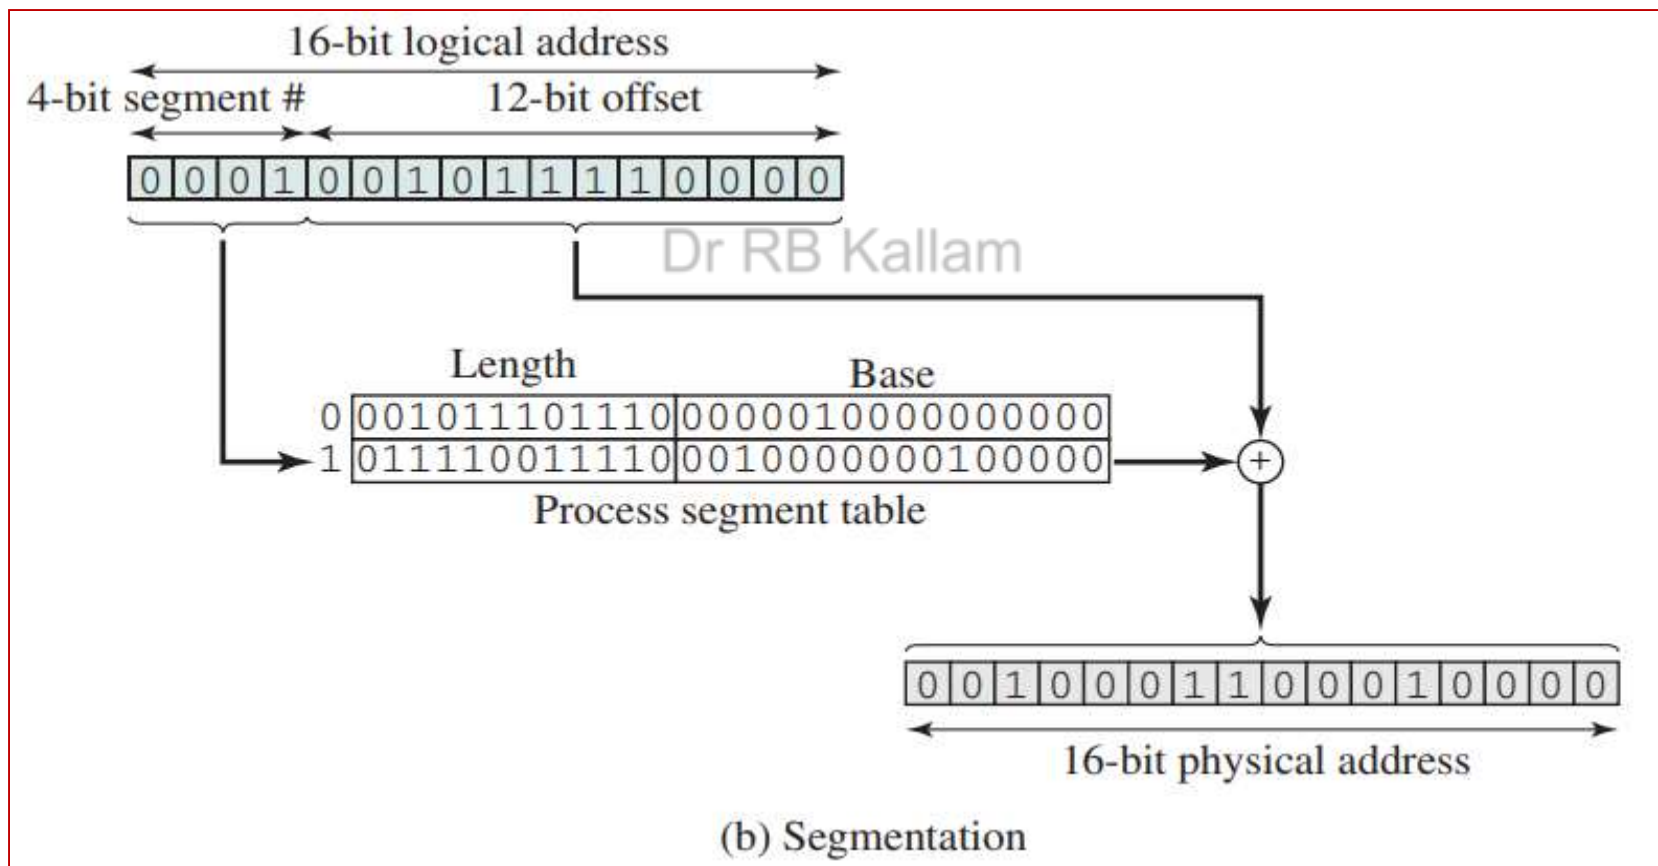 16-bit logical address
4-bit segment # 12-bit offset
0 0 0 1 0 0 1 0 1 1 1 1 0 0 0 0
Dr RB Kallam
Length Base
0 001011101110 0000010000000000
1 011110011110 0010000000100000
+
Process segment table
0 0 1 0 0 0 1 1 0 0 0 1 0 0 0 0
16-bit physical address
(b) Segmentation